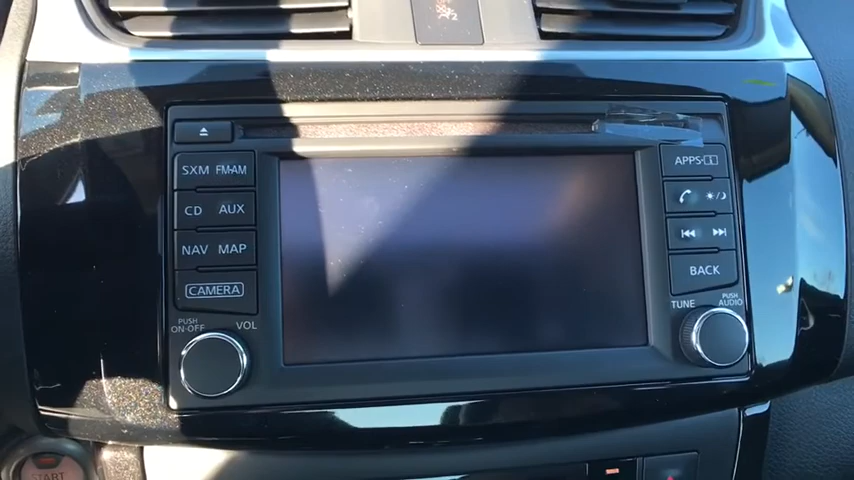 APPS•
SXM FM•AM
CD AUX
NAV MAP
BACK
CAMERA
PUSH
ON•OFF VOL
TUNE PUSH
AUDIO
START